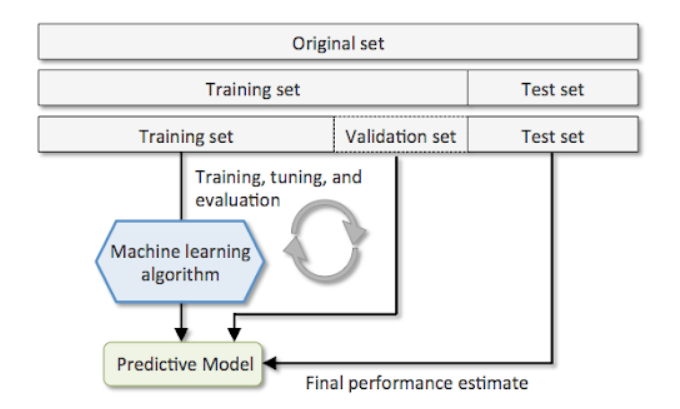 Original set
Training set
Test set
Training set
Validation set
Test set
Training, tuning, and
evaluation
Machine learning
algorithm
Predictive Model
Final performance estimate